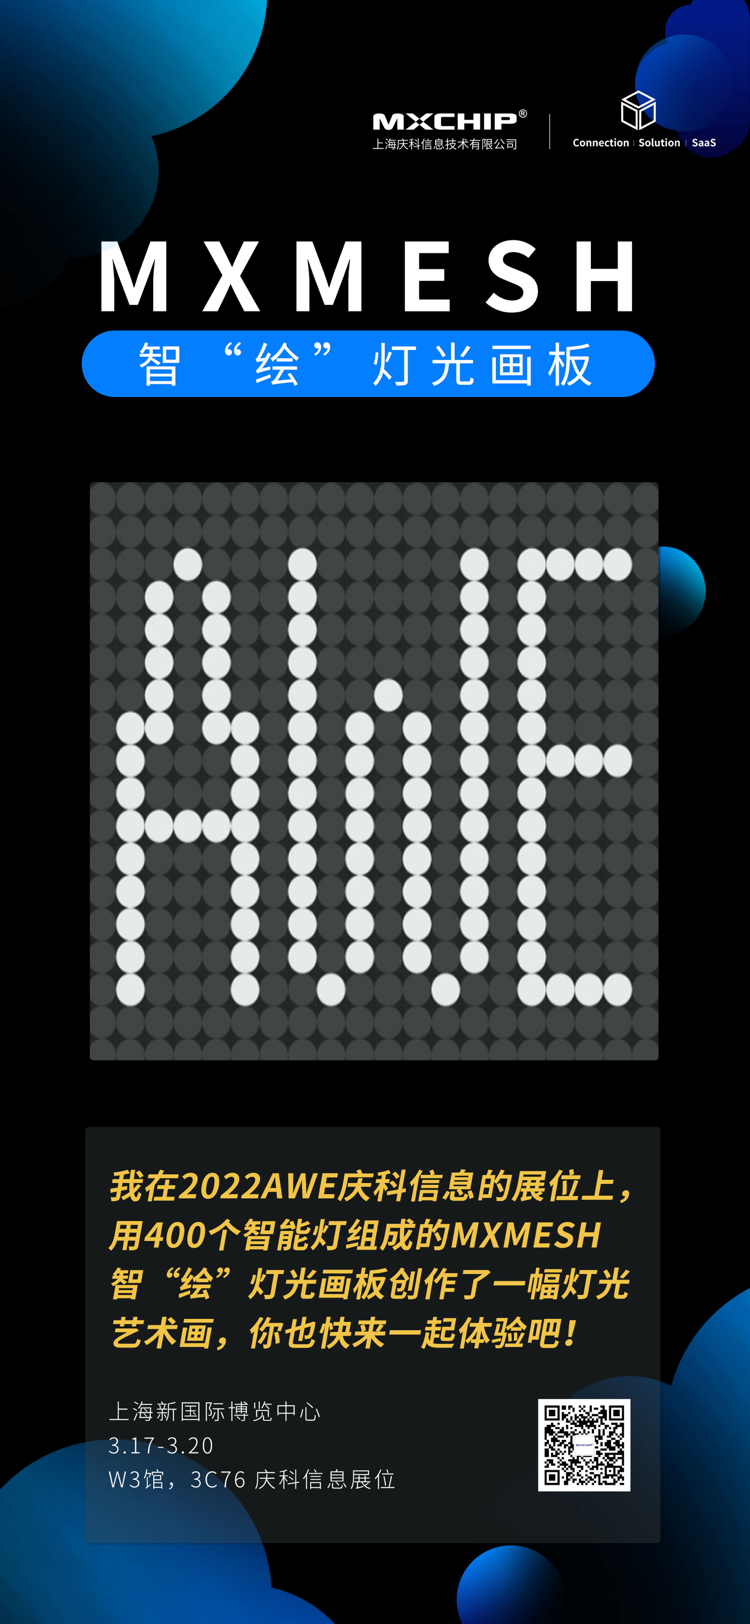 MXCHIP®
上海庆科信息技术有限公司
Connection | Solution | SaaS
MXMESH
智“绘”灯光画板
AWE
我在2022AWE庆科信息的展位上，
用400个智能灯组成的MXMESH
智“绘”灯光画板创作了一幅灯光
艺术画，你也快来一起体验吧！
上海新国际博览中心
3.17-3.20
W3馆，3C76 庆科信息展位